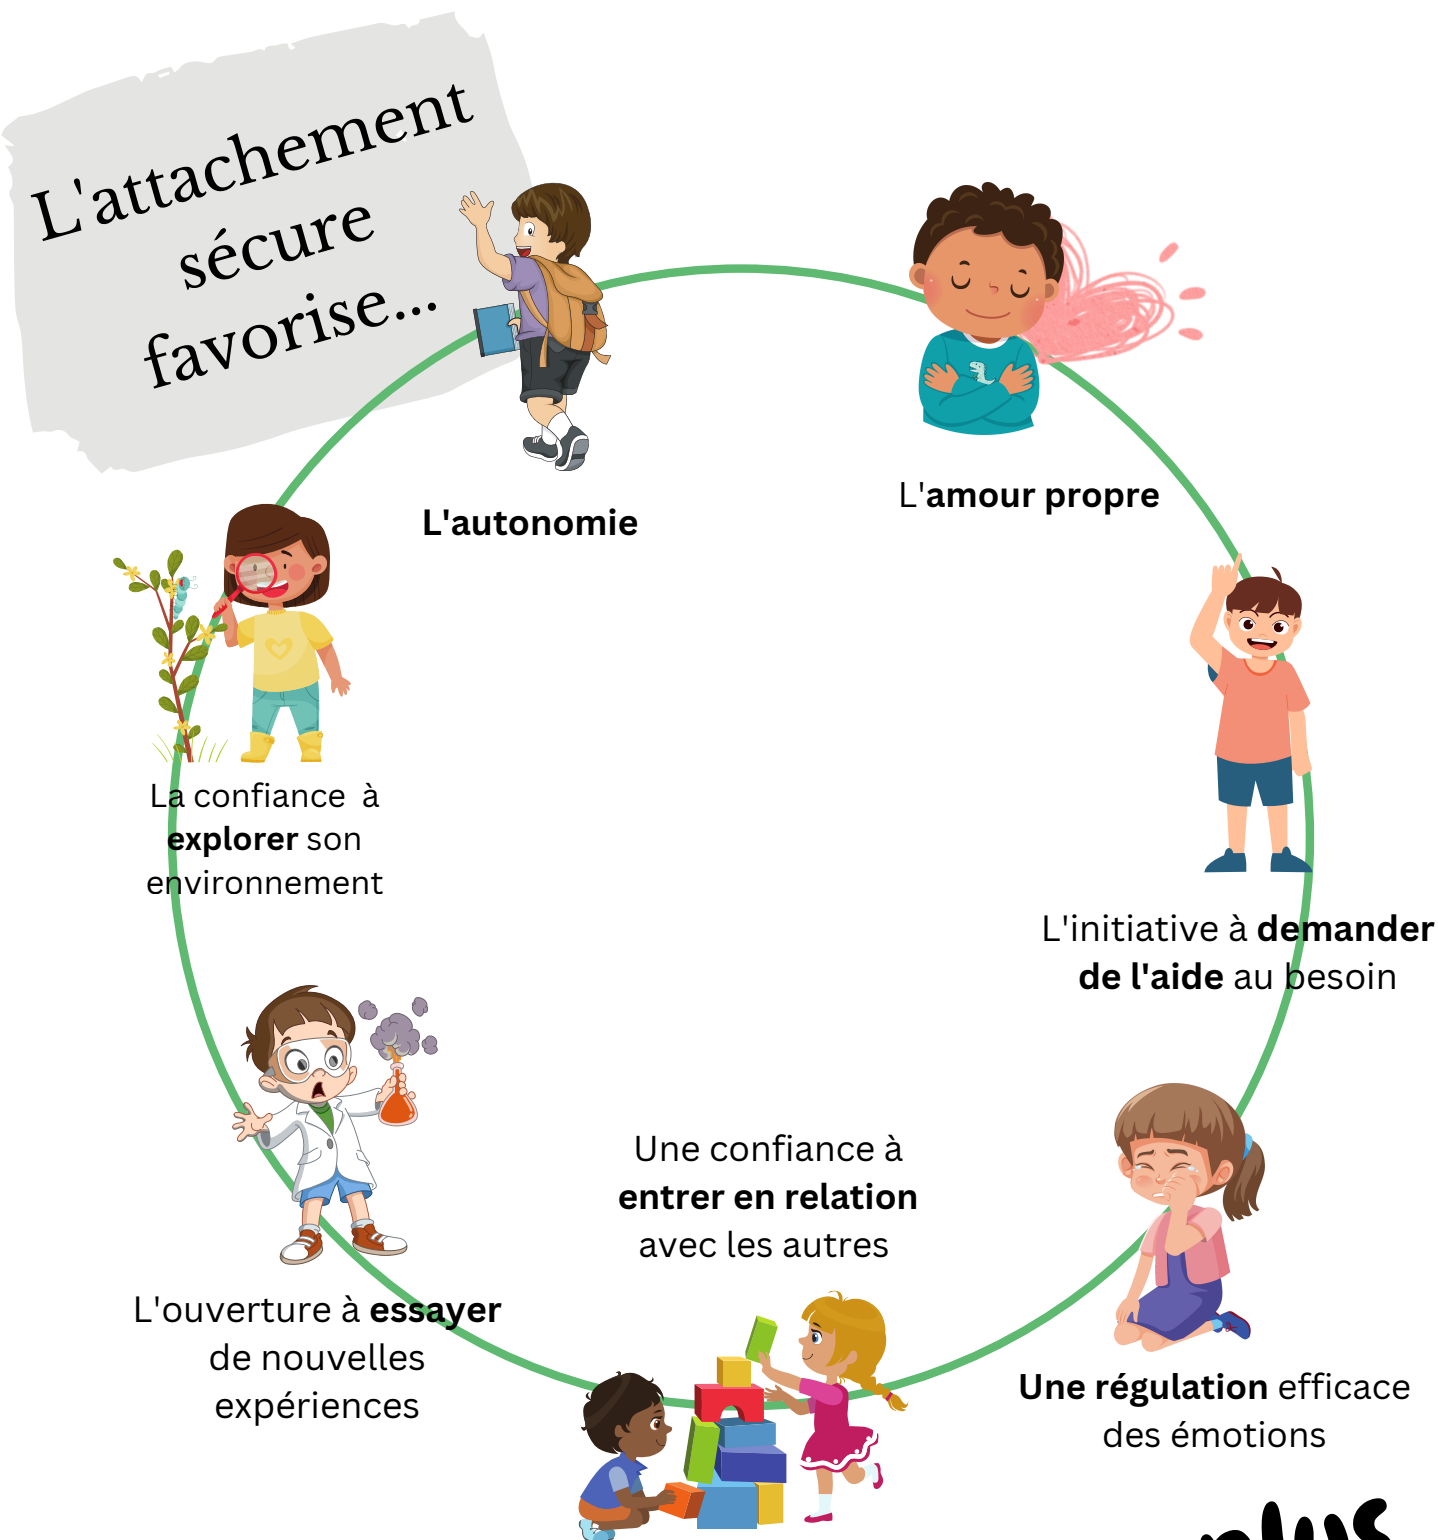 L'attachement
sécure
favorise...
L'autonomie
L'amour propre
La confiance à
explorer son
environnement
L'initiative à demander
de l'aide au besoin
L'ouverture à essayer
de nouvelles
expériences
Une confiance à
entrer en relation
avec les autres
Une régulation efficace
des émotions
plus